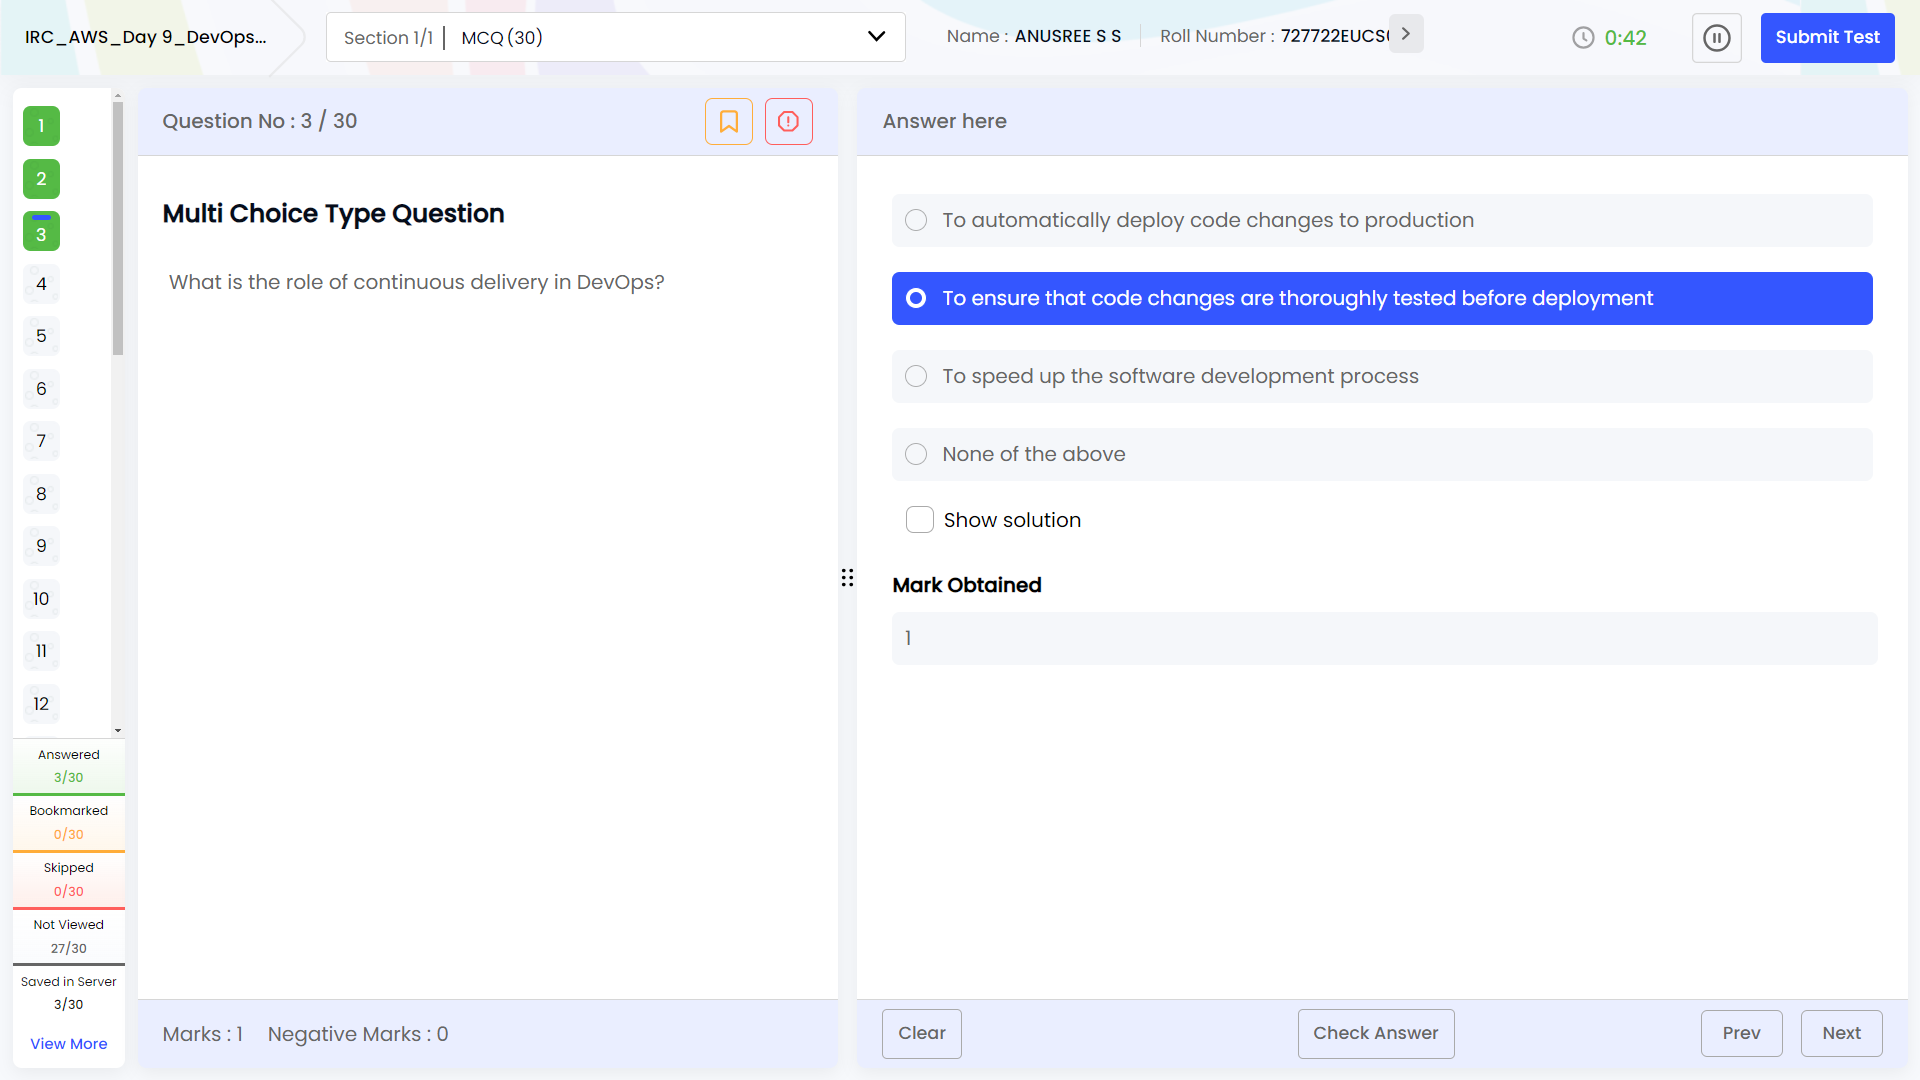 IRC_AWS_Day 9_DevOps...
Section 1/1 | MCQ (30)
Name : ANUSREE S S
Roll Number : 727722EUCS
0:42
Submit Test
1
2
3
4
5
6
7
8
9
10
11
12
Answered
3/30
Bookmarked
0/30
Skipped
0/30
Not Viewed
27/30
Saved in Server
3/30
View More
Question No : 3 / 30
Multi Choice Type Question
What is the role of continuous delivery in DevOps?
Marks : 1 Negative Marks : 0
Answer here
To automatically deploy code changes to production
To ensure that code changes are thoroughly tested before deployment
To speed up the software development process
None of the above
Show solution
Mark Obtained
1
Clear
Check Answer
Prev
Next